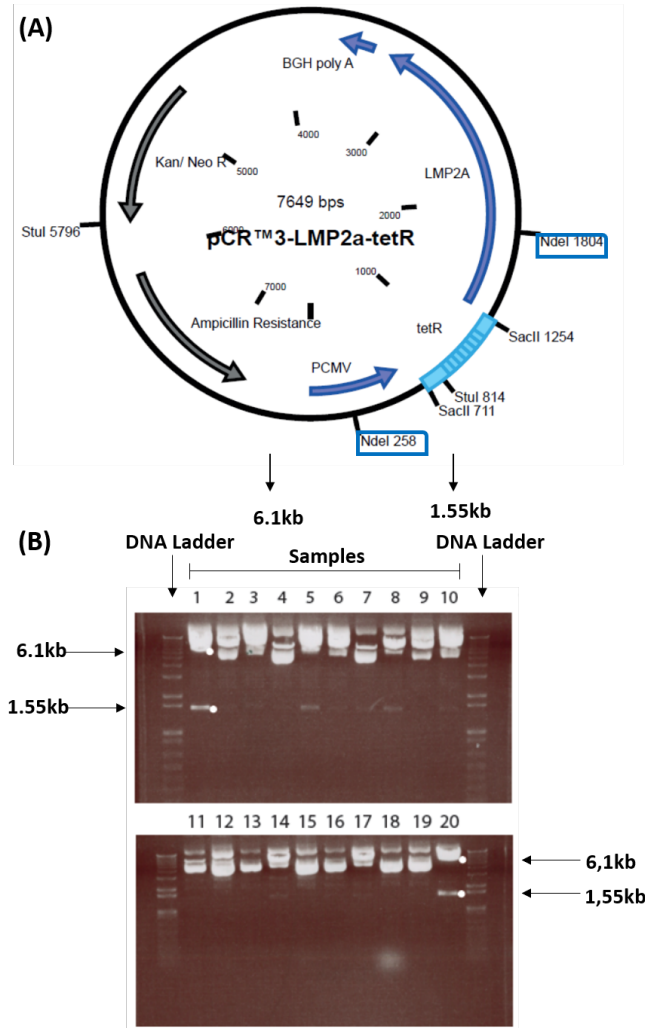 (A)
BGH poly A
4000
3000
Kan/ Neo R
5000
LMP2A
7649 bps
2000
StuI 5796
6000
pCR™3-LMP2a-tetR
NdeI 1804
1000
7000
Ampicillin Resistance
tetR
SacII 1254
PCMV
StuI 814
SacII 711
NdeI 258
6.1kb
1.55kb
(B)
DNA Ladder
DNA Ladder
Samples
1 2 3 4 5 6 7 8 9 10
6.1kb
1.55kb
11 12 13 14 15 16 17 18 19 20
6,1kb
1,55kb